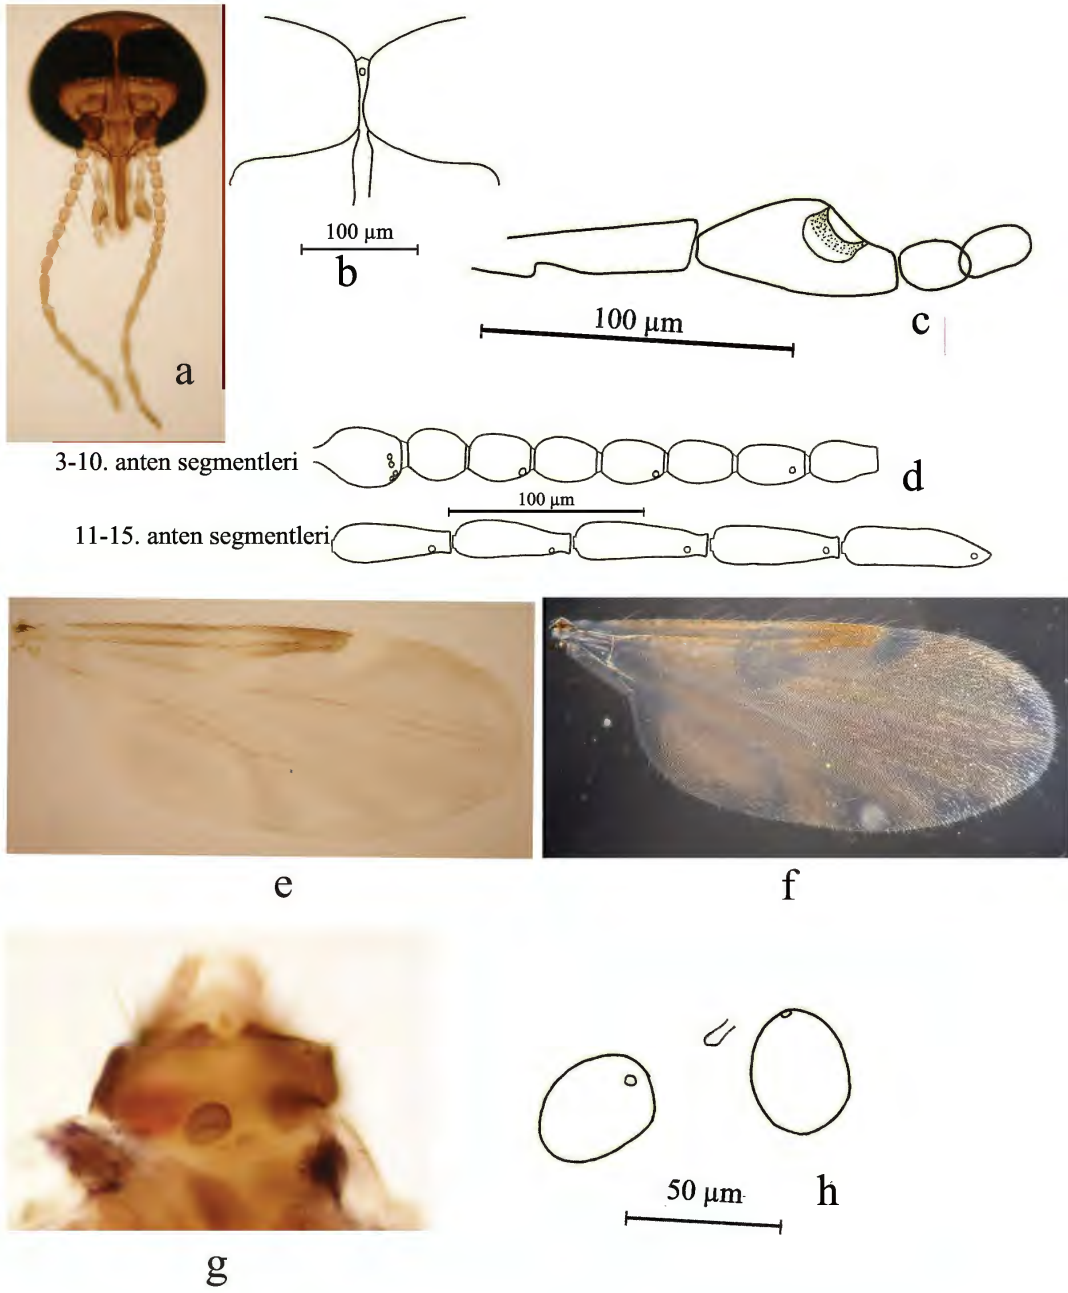 a
100 µm
b
100 µm
c
3-10. anten segmentleri
d
100 µm
11-15. anten segmentleri
e
f
g
50 µm
h